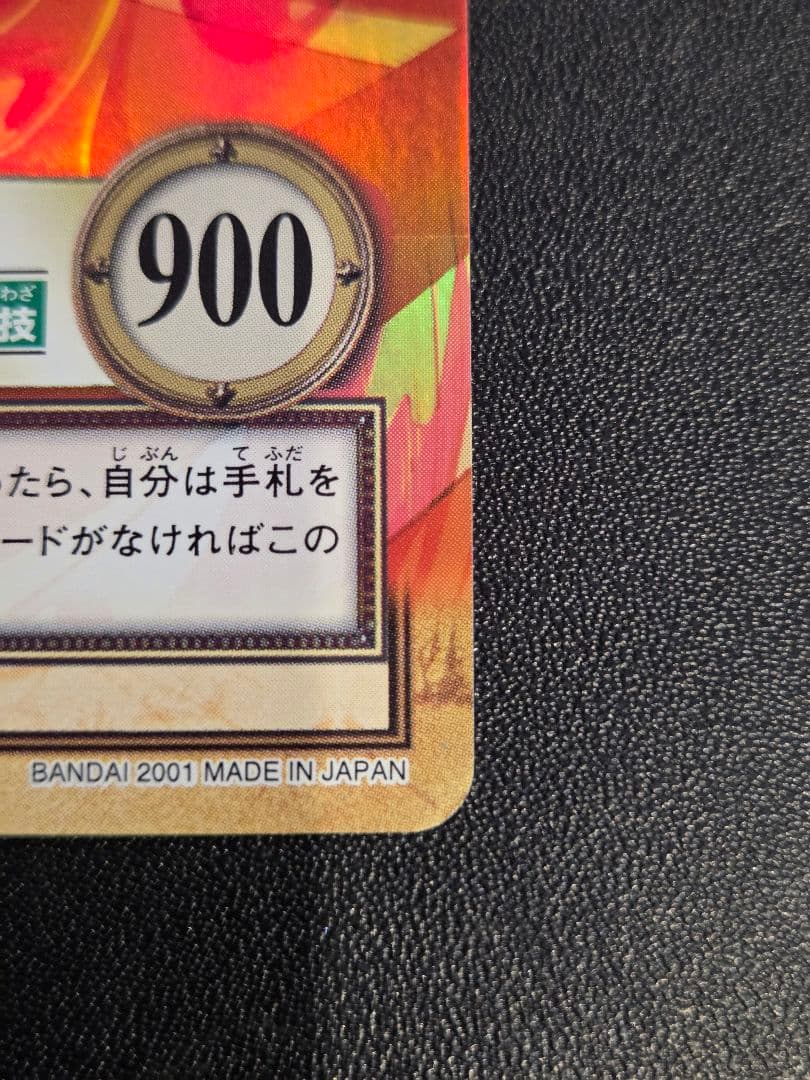 900
わざ
技
じ ぶん て ふだ
たら、自分は手札を
ードがなければこの
BANDAI 2001 MADE IN JAPAN